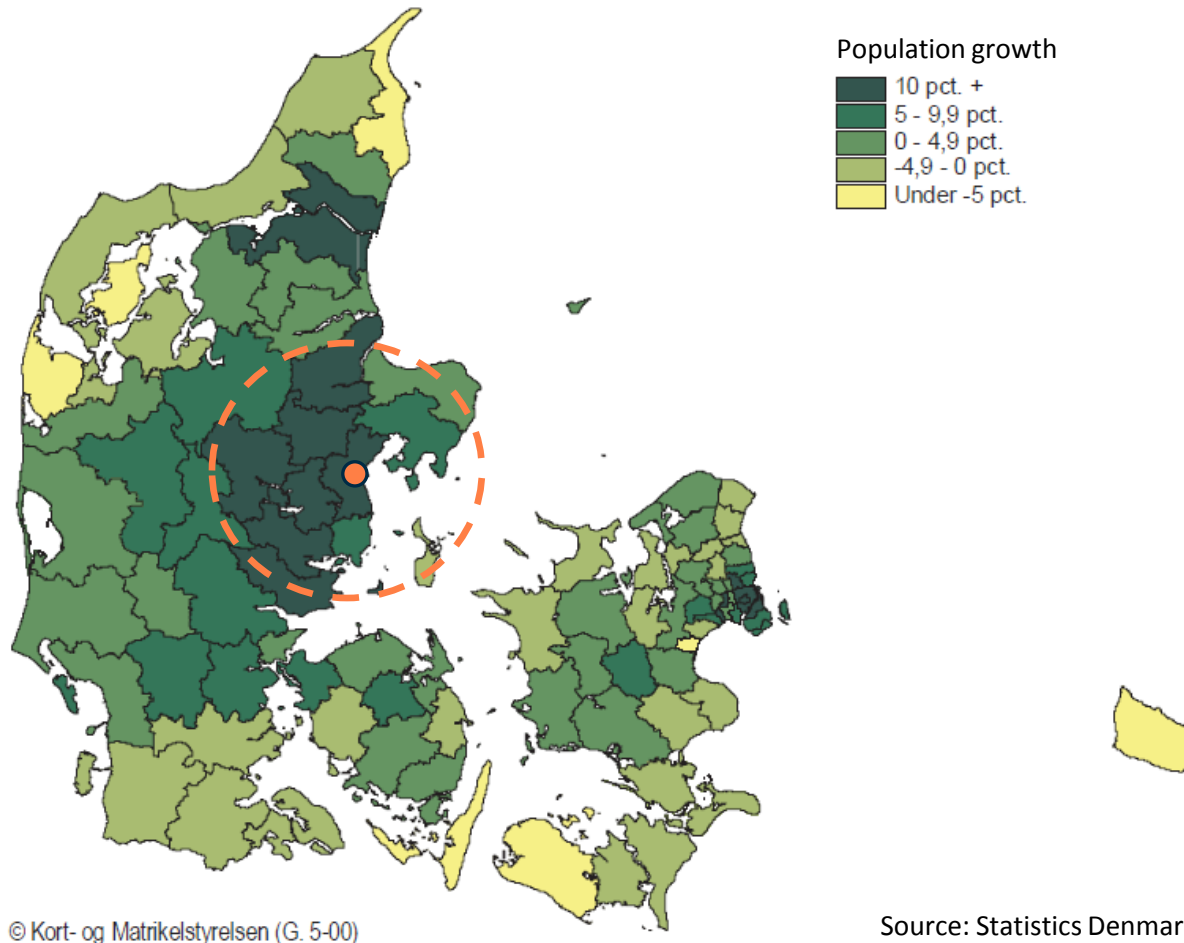 Population growth
10 pct. +
5 - 9,9 pct.
0 - 4,9 pct.
-4,9 - 0 pct.
Under -5 pct.
© Kort- og Matrikelstyrelsen (G. 5-00)
Source: Statistics Denmar